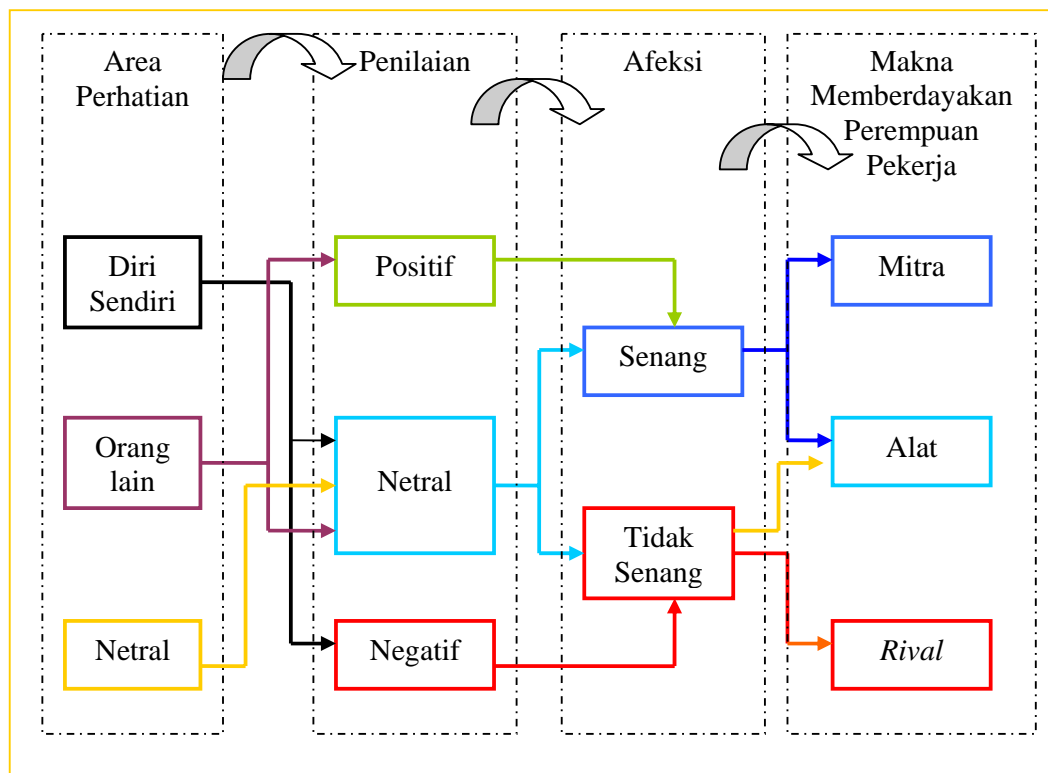 Area
Perhatian
Penilaian
Afeksi
Makna
Memberdayakan
Perempuan
Pekerja
Diri
Sendiri
Positif
Mitra
Senang
Orang
lain
Netral
Alat
Tidak
Senang
Netral
Negatif
Rival